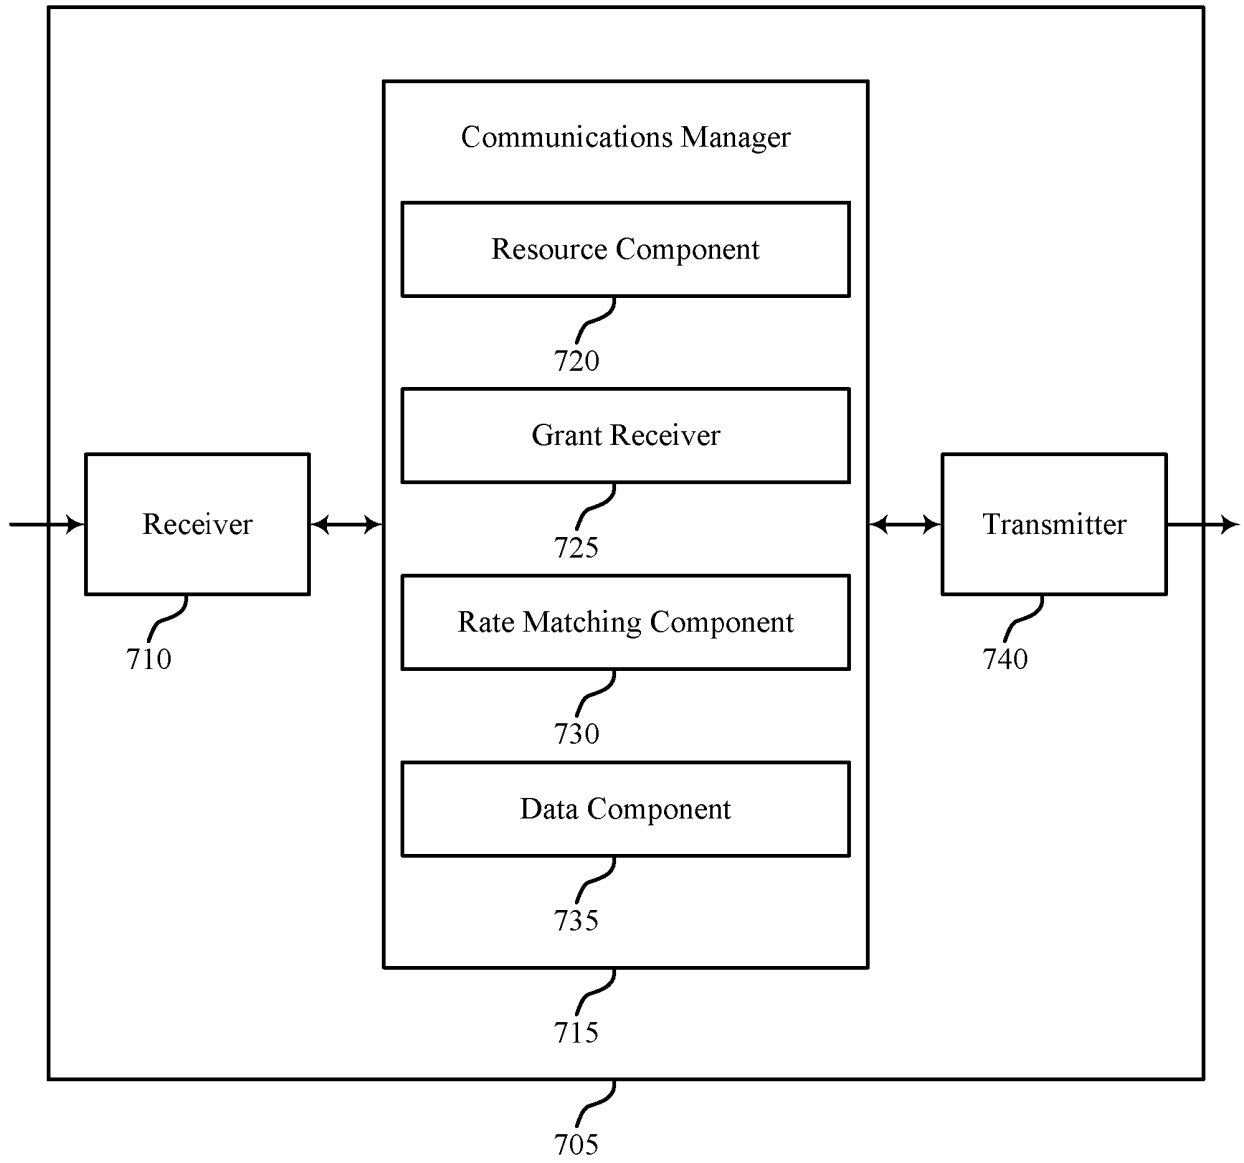 Communications Manager
Resource Component
720
Grant Receiver
725
Receiver
710
Transmitter
740
Rate Matching Component
730
Data Component
735
715
705